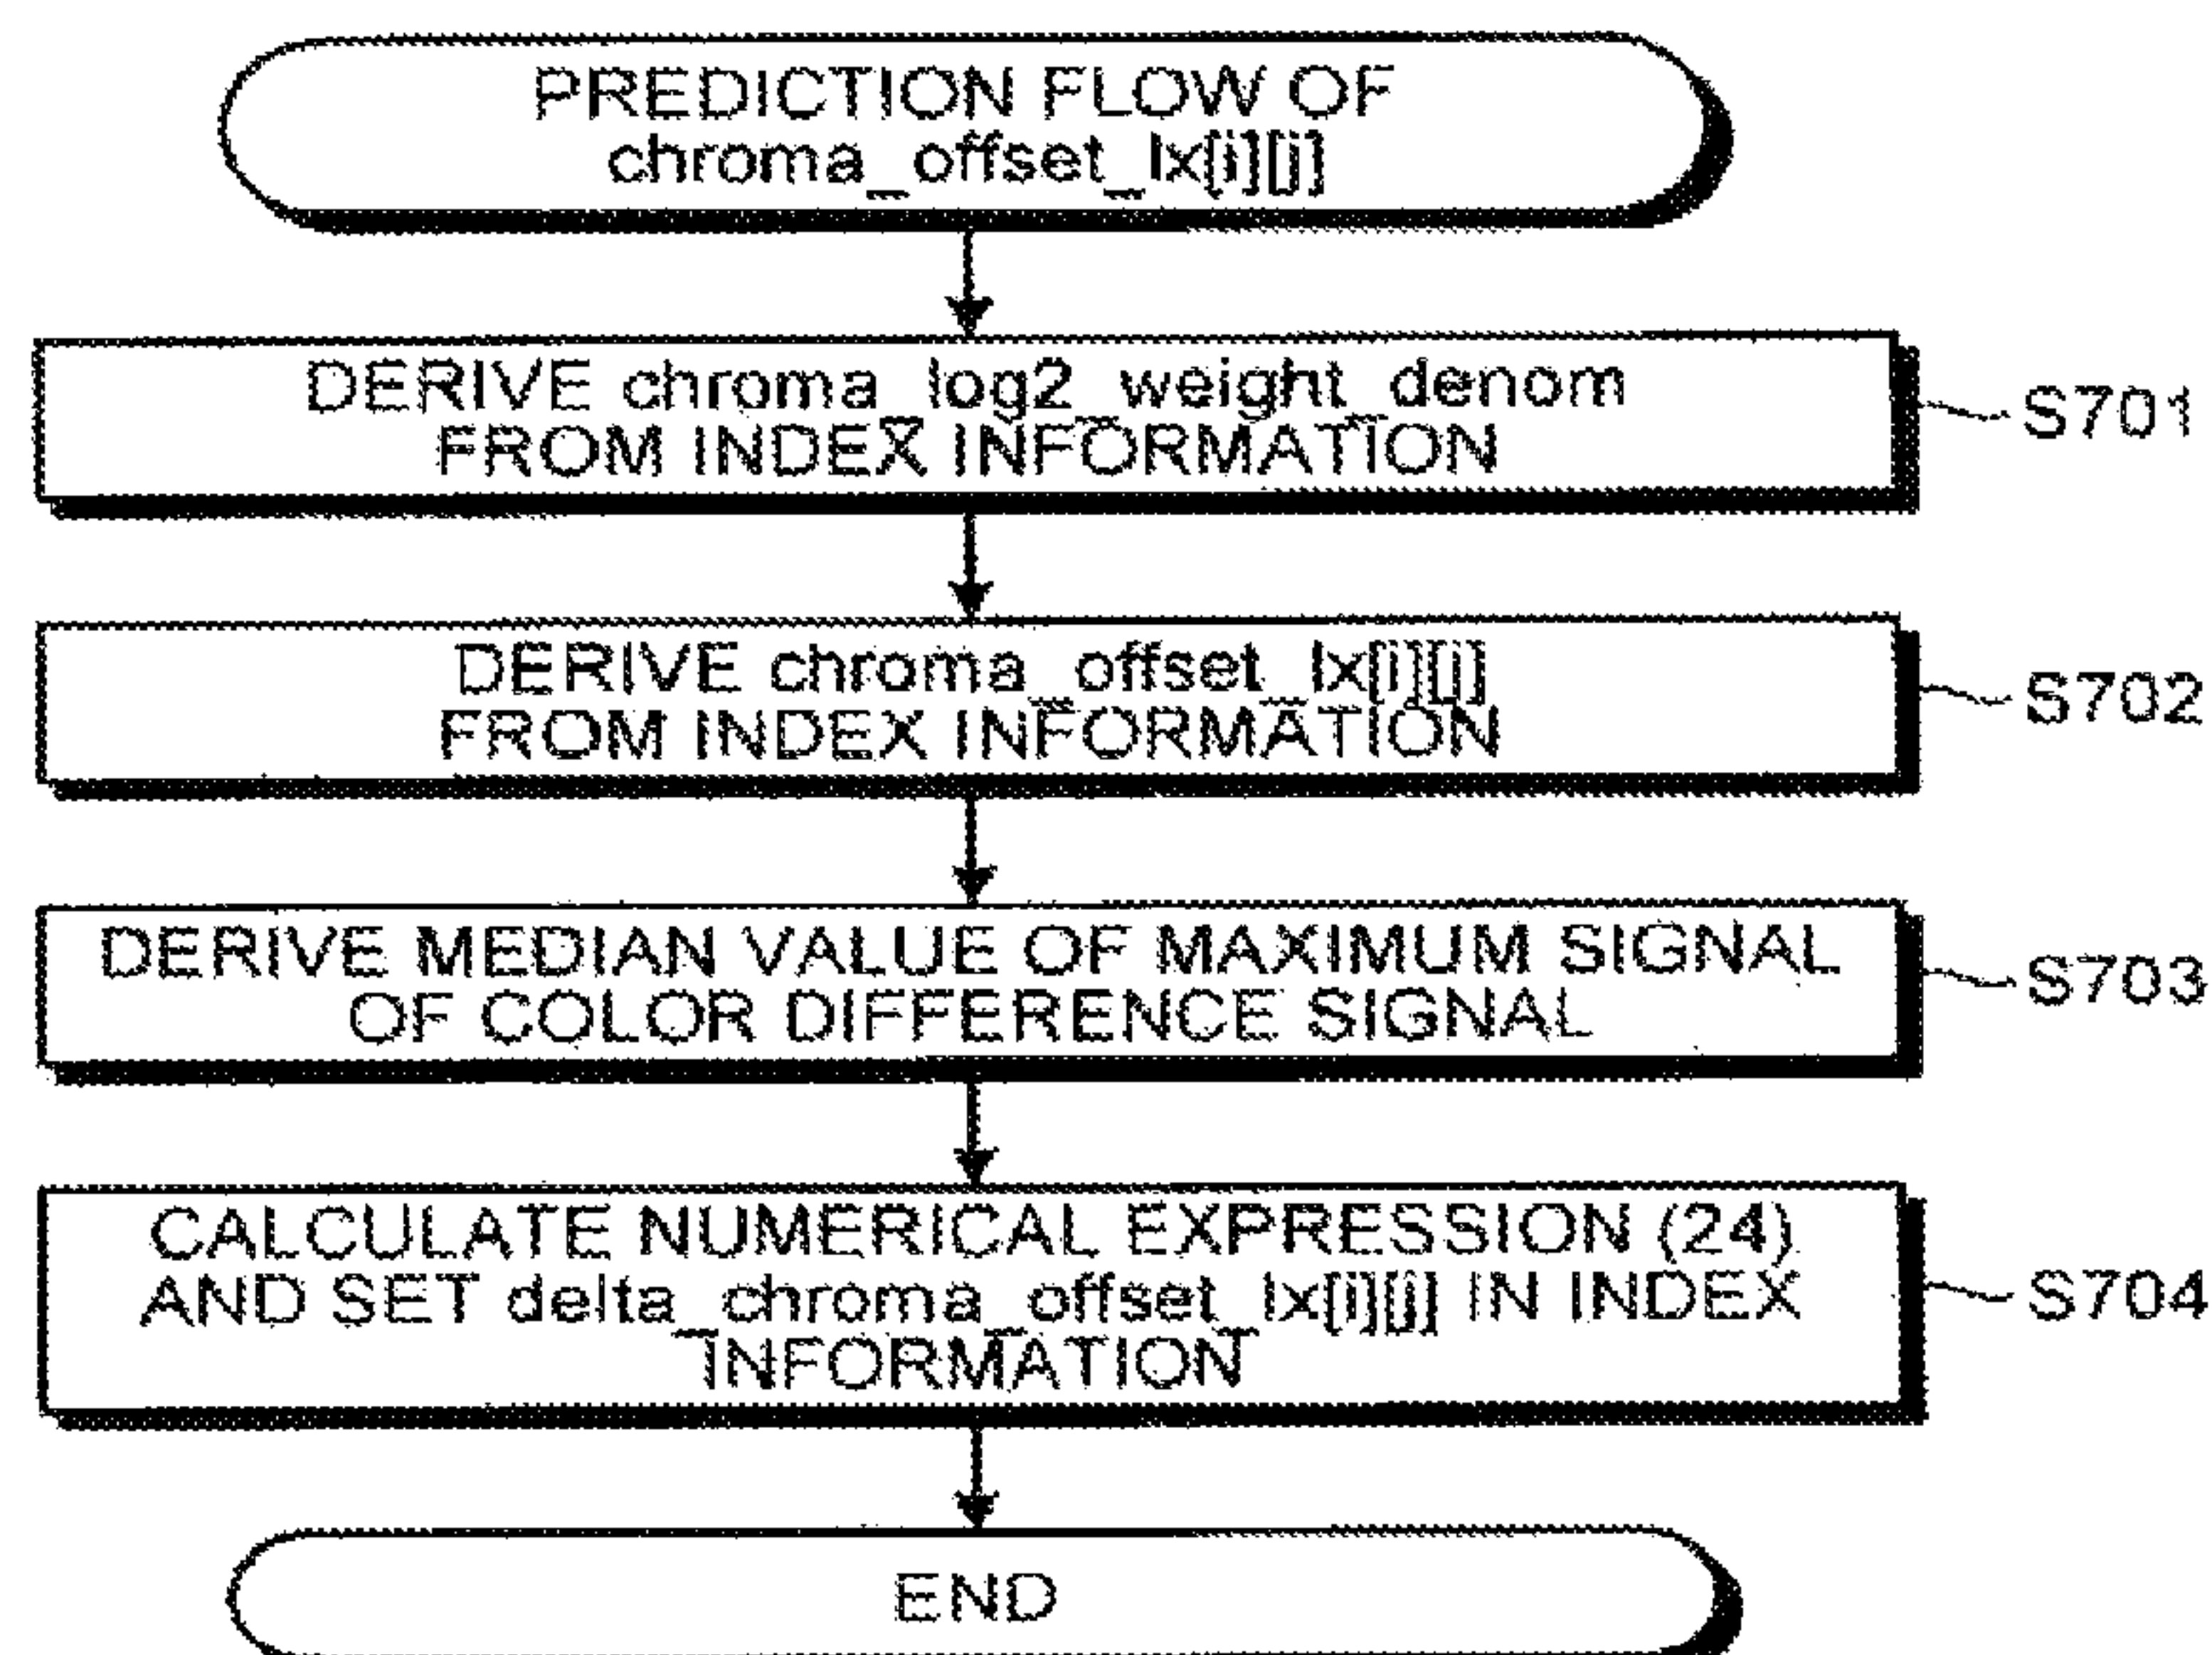 PREDICTION FLOW OF
chroma_offset_lx[i][j]
DERIVE chroma_log2_weight_denom
FROM INDEX INFORMATION
S701
DERIVE chroma_offset_lx[i][j]
FROM INDEX INFORMATION
S702
DERIVE MEDIAN VALUE OF MAXIMUM SIGNAL
OF COLOR DIFFERENCE SIGNAL
S703
CALCULATE NUMERICAL EXPRESSION (24)
AND SET delta_chroma_offset_lx[i][j] IN INDEX
INFORMATION
S704
END